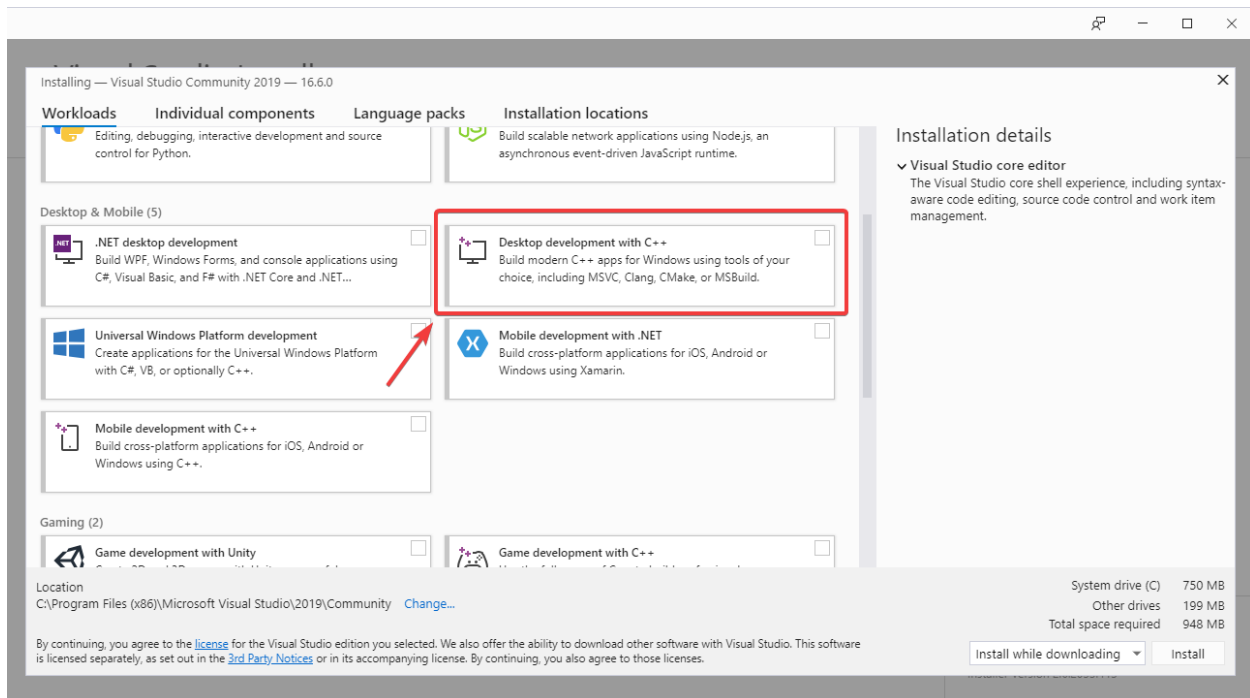 Installing — Visual Studio Community 2019 — 16.6.0
Workloads
Individual components
Language packs
Installation locations
Editing, debugging, interactive development and source
control for Python.
Build scalable network applications using Node.js, an
asynchronous event-driven JavaScript runtime.
Desktop & Mobile (5)
.NET
.NET desktop development
Build WPF, Windows Forms, and console applications using
C#, Visual Basic, and F# with .NET Core and .NET...
Desktop development with C++
Build modern C++ apps for Windows using tools of your
choice, including MSVC, Clang, CMake, or MSBuild.
Universal Windows Platform development
Create applications for the Universal Windows Platform
with C#, VB, or optionally C++.
Mobile development with .NET
Build cross-platform applications for iOS, Android or
Windows using Xamarin.
Mobile development with C++
Build cross-platform applications for iOS, Android or
Windows using C++.
Gaming (2)
Game development with Unity
Game development with C++
Installation details
Visual Studio core editor
The Visual Studio core shell experience, including syntax-
aware code editing, source code control and work item
management.
Location
C:\Program Files (x86)\Microsoft Visual Studio\2019\Community Change...
By continuing, you agree to the license for the Visual Studio edition you selected. We also offer the ability to download other software with Visual Studio. This software
is licensed separately, as set out in the 3rd Party Notices or in its accompanying license. By continuing, you also agree to those licenses.
System drive (C) 750 MB
Other drives 199 MB
Total space required 948 MB
Install while downloading
Install